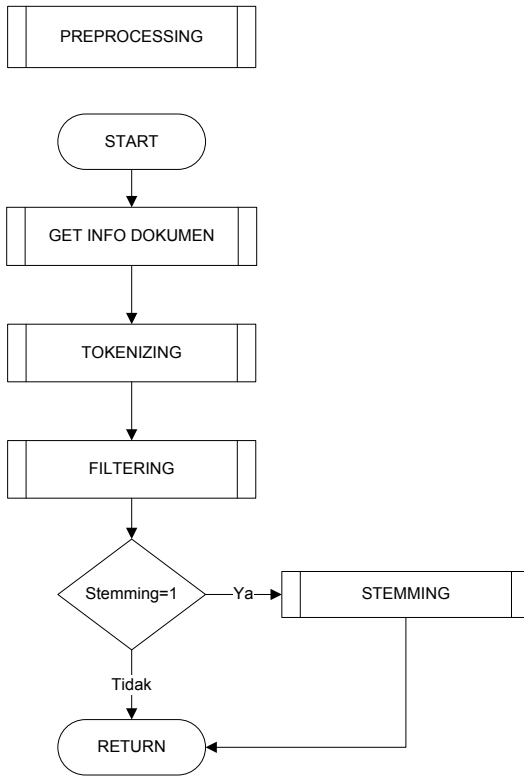 PREPROCESSING
START
GET INFO DOKUMEN
TOKENIZING
FILTERING
Stemming=1
Ya
STEMMING
Tidak
RETURN